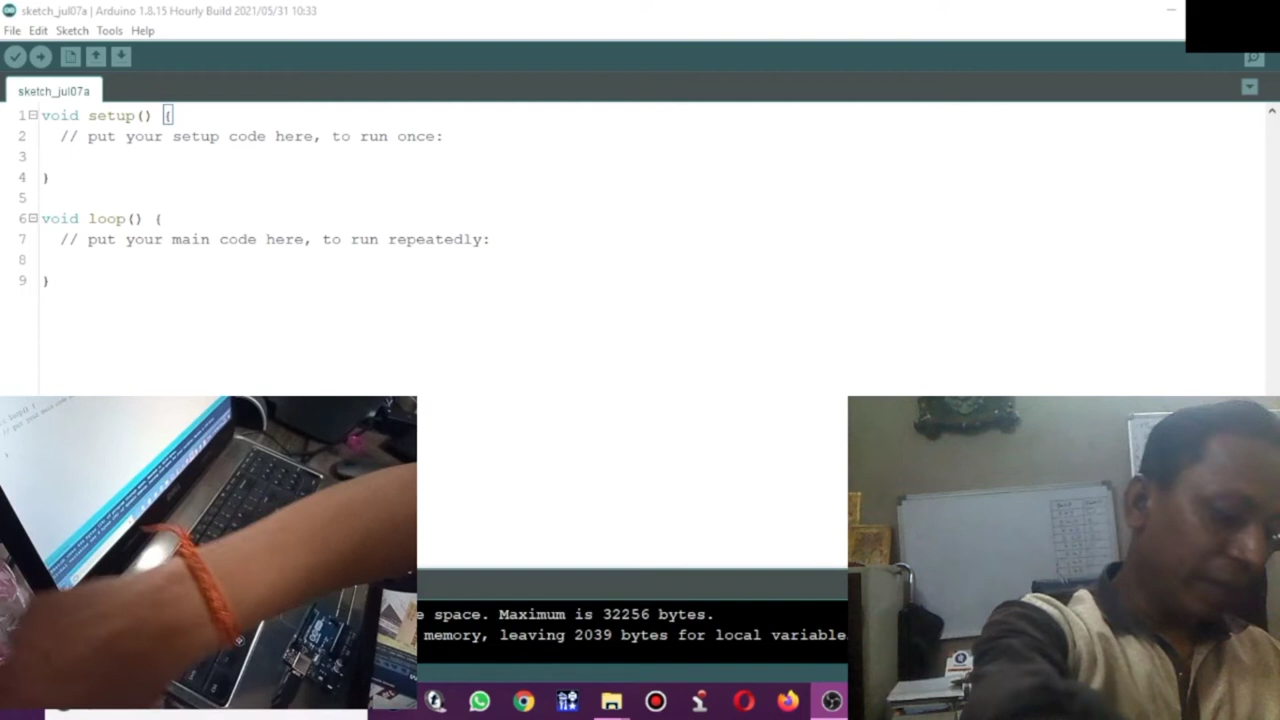 sketch_jul07a | Arduino 1.8.15 Hourly Build 2021/05/31 10:33
File Edit Sketch Tools Help
sketch_jul07a
1 void setup() {
2 // put your setup code here, to run once:
3
4 }
5
6 void loop() {
7 // put your main code here, to run repeatedly:
8
9 }
e space. Maximum is 32256 bytes.
memory, leaving 2039 bytes for local variable